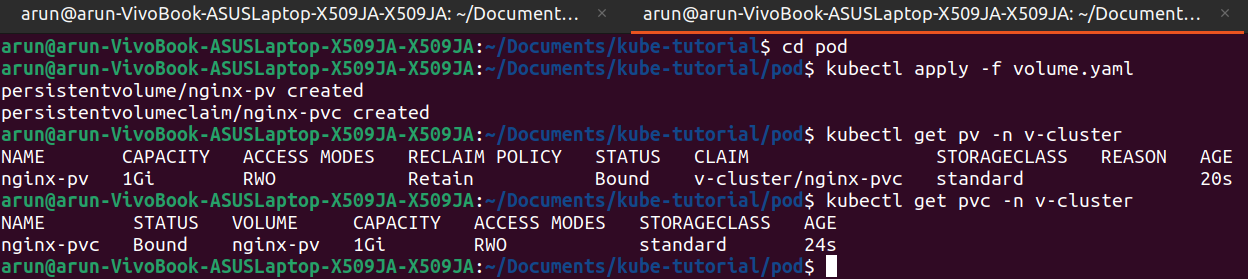 arun@arun-VivoBook-ASUSLaptop-X509JA-X509JA: ~/Document... × arun@arun-VivoBook-ASUSLaptop-X509JA-X509JA: ~/Document... ×
arun@arun-VivoBook-ASUSLaptop-X509JA-X509JA:~/Documents/kube-tutorial$ cd pod
arun@arun-VivoBook-ASUSLaptop-X509JA-X509JA:~/Documents/kube-tutorial/pod$ kubectl apply -f volume.yaml
persistentvolume/nginx-pv created
persistentvolumeclaim/nginx-pvc created
arun@arun-VivoBook-ASUSLaptop-X509JA-X509JA:~/Documents/kube-tutorial/pod$ kubectl get pv -n v-cluster
NAME       CAPACITY   ACCESS MODES   RECLAIM POLICY   STATUS   CLAIM                 STORAGECLASS   REASON   AGE
nginx-pv   1Gi        RWO            Retain           Bound    v-cluster/nginx-pvc   standard                20s
arun@arun-VivoBook-ASUSLaptop-X509JA-X509JA:~/Documents/kube-tutorial/pod$ kubectl get pvc -n v-cluster
NAME        STATUS   VOLUME     CAPACITY   ACCESS MODES   STORAGECLASS   AGE
nginx-pvc   Bound    nginx-pv   1Gi        RWO            standard       24s
arun@arun-VivoBook-ASUSLaptop-X509JA-X509JA:~/Documents/kube-tutorial/pod$